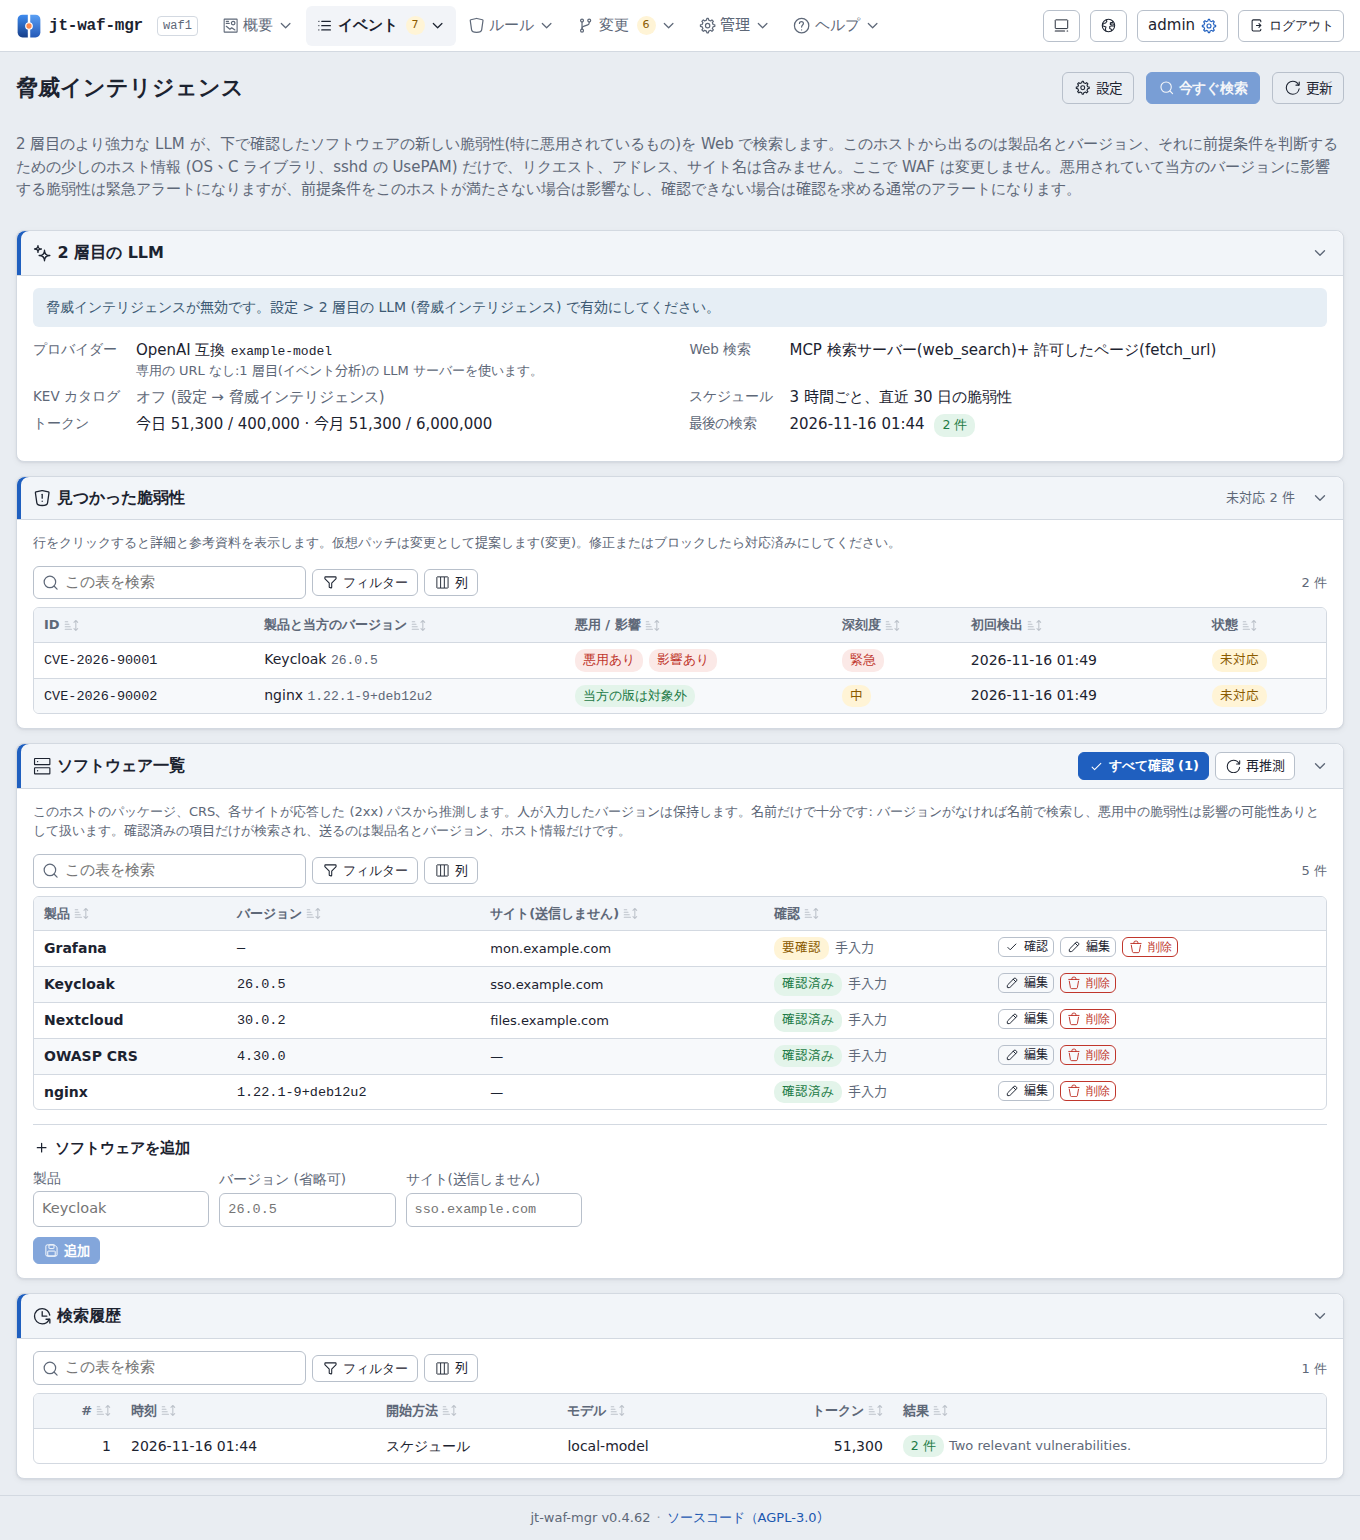 jt-waf-mgr waf1 概要 イベント 7 ルール 変更 6 管理 ヘルプ admin ログアウト
脅威インテリジェンス 設定 今すぐ検索 更新
2 層目のより強力な LLM が、下で確認したソフトウェアの新しい脆弱性(特に悪用されているもの)を Web で検索します。このホストから出るのは製品名とバージョン、それに前提条件を判断する
ための少しのホスト情報 (OS、C ライブラリ、sshd の UsePAM) だけで、リクエスト、アドレス、サイト名は含みません。ここで WAF は変更しません。悪用されていて当方のバージョンに影響
する脆弱性は緊急アラートになりますが、前提条件をこのホストが満たさない場合は影響なし、確認できない場合は確認を求める通常のアラートになります。
2 層目の LLM
脅威インテリジェンスが無効です。設定 > 2 層目の LLM (脅威インテリジェンス) で有効にしてください。
プロバイダー OpenAI 互換 example-model Web 検索 MCP 検索サーバー(web_search)+ 許可したページ(fetch_url)
専用の URL なし:1 層目(イベント分析)の LLM サーバーを使います。
KEV カタログ オフ (設定 → 脅威インテリジェンス) スケジュール 3 時間ごと、直近 30 日の脆弱性
トークン 今日 51,300 / 400,000 · 今月 51,300 / 6,000,000 最後の検索 2026-11-16 01:44 2 件
見つかった脆弱性 未対応 2 件
行をクリックすると詳細と参考資料を表示します。仮想パッチは変更として提案します(変更)。修正またはブロックしたら対応済みにしてください。
この表を検索 フィルター 列 2 件
ID 製品と当方のバージョン 悪用 / 影響 深刻度 初回検出 状態
CVE-2026-90001 Keycloak 26.0.5 悪用あり 影響あり 緊急 2026-11-16 01:49 未対応
CVE-2026-90002 nginx 1.22.1-9+deb12u2 当方の版は対象外 中 2026-11-16 01:49 未対応
ソフトウェア一覧 すべて確認 (1) 再推測
このホストのパッケージ、CRS、各サイトが応答した (2xx) パスから推測します。人が入力したバージョンは保持します。名前だけで十分です: バージョンがなければ名前で検索し、悪用中の脆弱性は影響の可能性ありと
して扱います。確認済みの項目だけが検索され、送るのは製品名とバージョン、ホスト情報だけです。
この表を検索 フィルター 列 5 件
製品 バージョン サイト(送信しません) 確認
Grafana – mon.example.com 要確認 手入力 確認 編集 削除
Keycloak 26.0.5 sso.example.com 確認済み 手入力 編集 削除
Nextcloud 30.0.2 files.example.com 確認済み 手入力 編集 削除
OWASP CRS 4.30.0 — 確認済み 手入力 編集 削除
nginx 1.22.1-9+deb12u2 — 確認済み 手入力 編集 削除
ソフトウェアを追加
製品 バージョン (省略可) サイト(送信しません)
Keycloak 26.0.5 sso.example.com
追加
検索履歴
この表を検索 フィルター 列 1 件
# 時刻 開始方法 モデル トークン 結果
1 2026-11-16 01:44 スケジュール local-model 51,300 2 件 Two relevant vulnerabilities.
jt-waf-mgr v0.4.62 · ソースコード（AGPL-3.0）